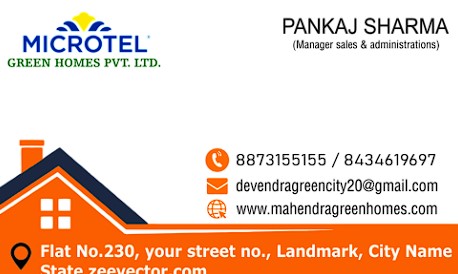 MICROTEL
GREEN HOMES PVT. LTD.
PANKAJ SHARMA
(Manager sales & administrations)
8873155155 / 8434619697
devendragreencity20@gmail.com
www.mahendragreenhomes.com
Flat No.230, your street no., Landmark, City Name
State.zeevector.com